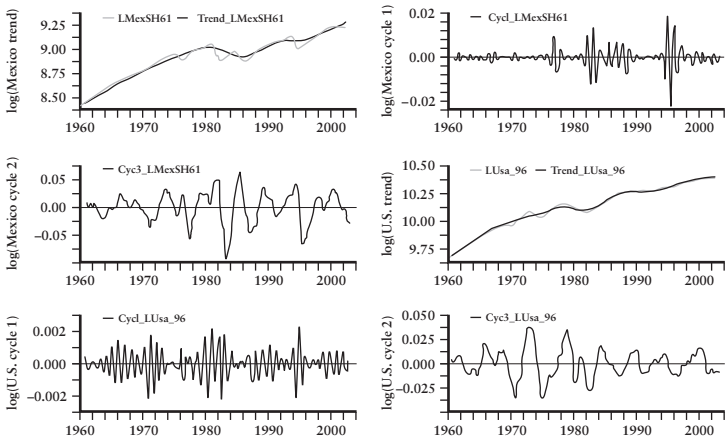 log(Mexico trend)
LMexSH61 Trend_LMexSH61
9.25
9.00
8.75
8.50
1960 1970 1980 1990 2000
log(Mexico cycle 1)
Cycl_LMexSH61
0.02
0.00
−0.02
1960 1970 1980 1990 2000
log(Mexico cycle 2)
Cyc3_LMexSH61
0.05
−0.00
−0.05
1960 1970 1980 1990 2000
log(U.S. trend)
LUsa_96 Trend_LUsa_96
10.50
10.25
10.00
9.75
1960 1970 1980 1990 2000
log(U.S. cycle 1)
Cycl_LUsa_96
0.002
0.000
−0.002
1960 1970 1980 1990 2000
log(U.S. cycle 2)
Cyc3_LUsa_96
0.050
0.025
0.000
−0.025
1960 1970 1980 1990 2000